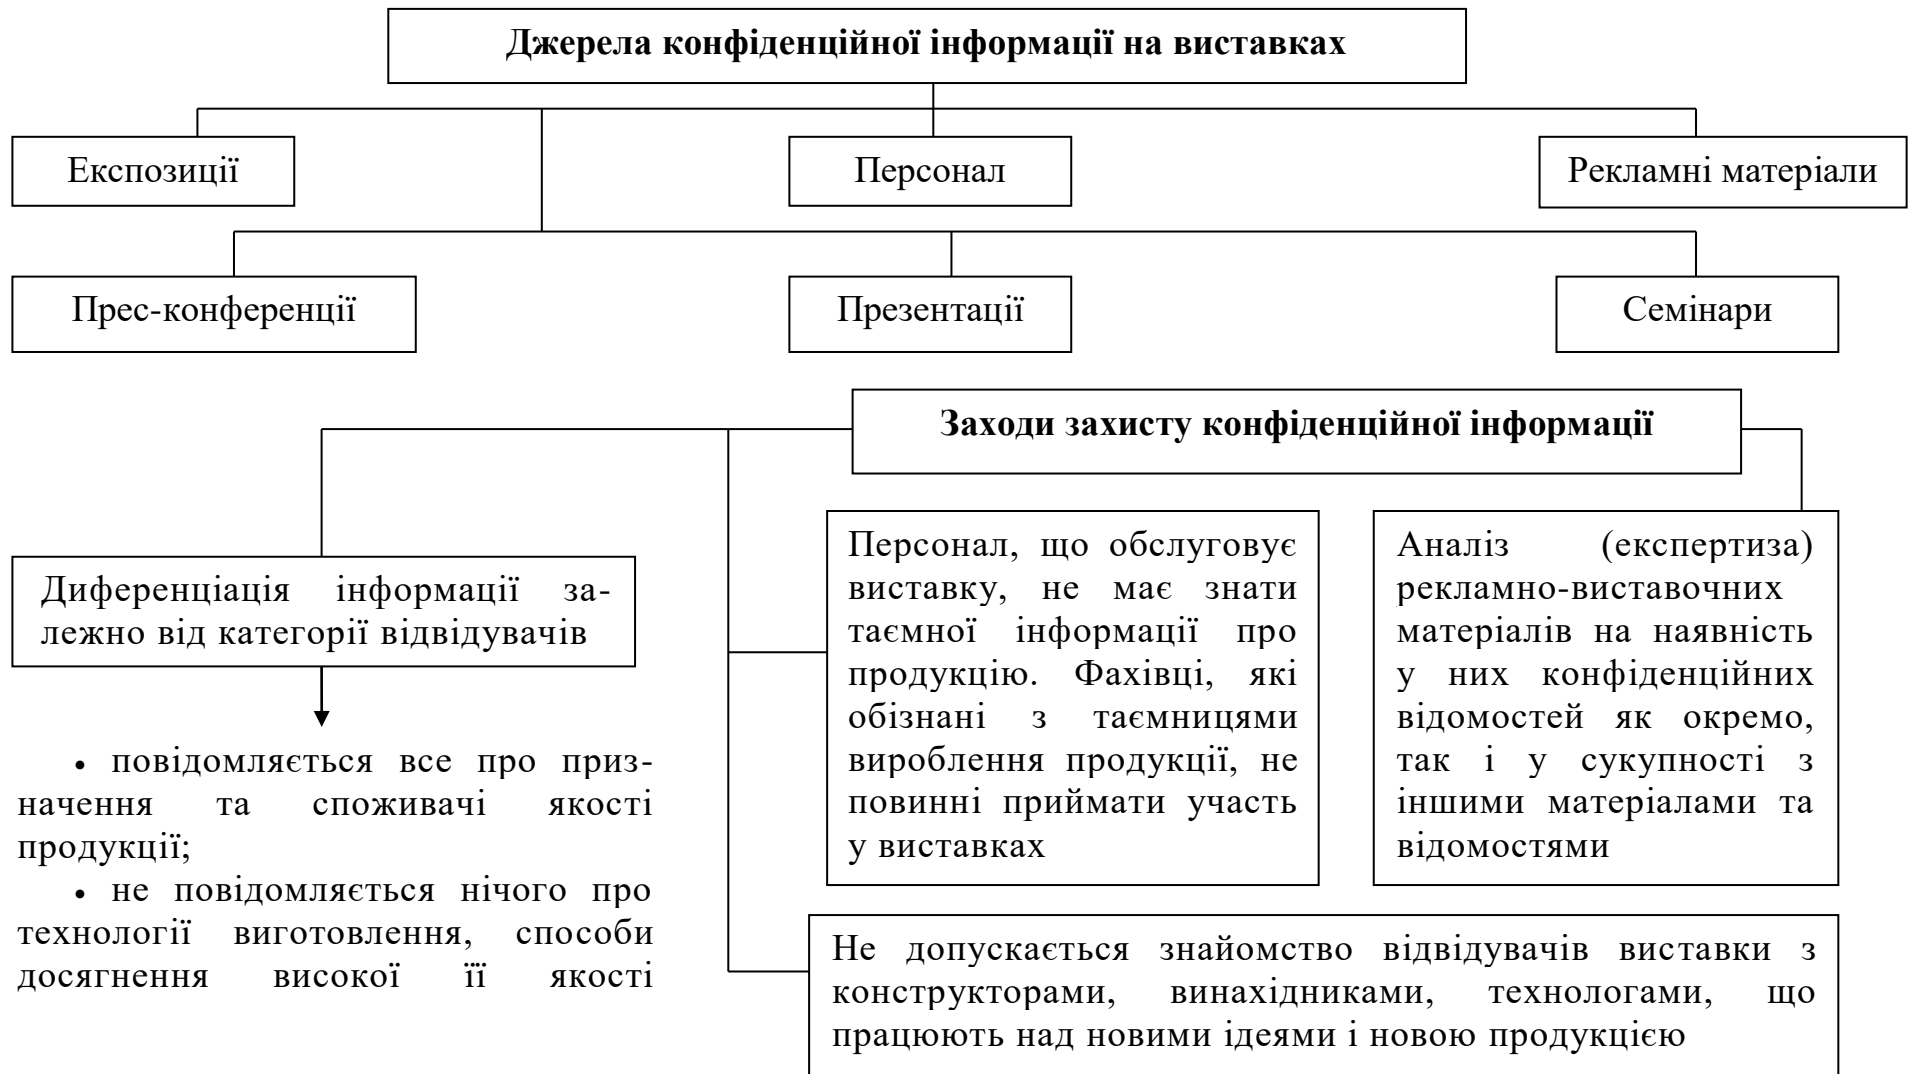 Джерела конфіденційної інформації на виставках
Експозиції
Персонал
Рекламні матеріали
Прес-конференції
Презентації
Семінари
Заходи захисту конфіденційної інформації
Диференціація інформації за-
лежно від категорії відвідувачів
• повідомляється все про приз-
начення та споживачі якості
продукції;
• не повідомляється нічого про
технології виготовлення, способи
досягнення високої її якості
Персонал, що обслуговує
виставку, не має знати
таємної інформації про
продукцію. Фахівці, які
обізнані з таємницями
вироблення продукції, не
повинні приймати участь
у виставках
Аналіз (експертиза)
рекламно-виставочних
матеріалів на наявність
у них конфіденційних
відомостей як окремо,
так і у сукупності з
іншими матеріалами та
відомостями
Не допускається знайомство відвідувачів виставки з
конструкторами, винахідниками, технологами, що
працюють над новими ідеями і новою продукцією